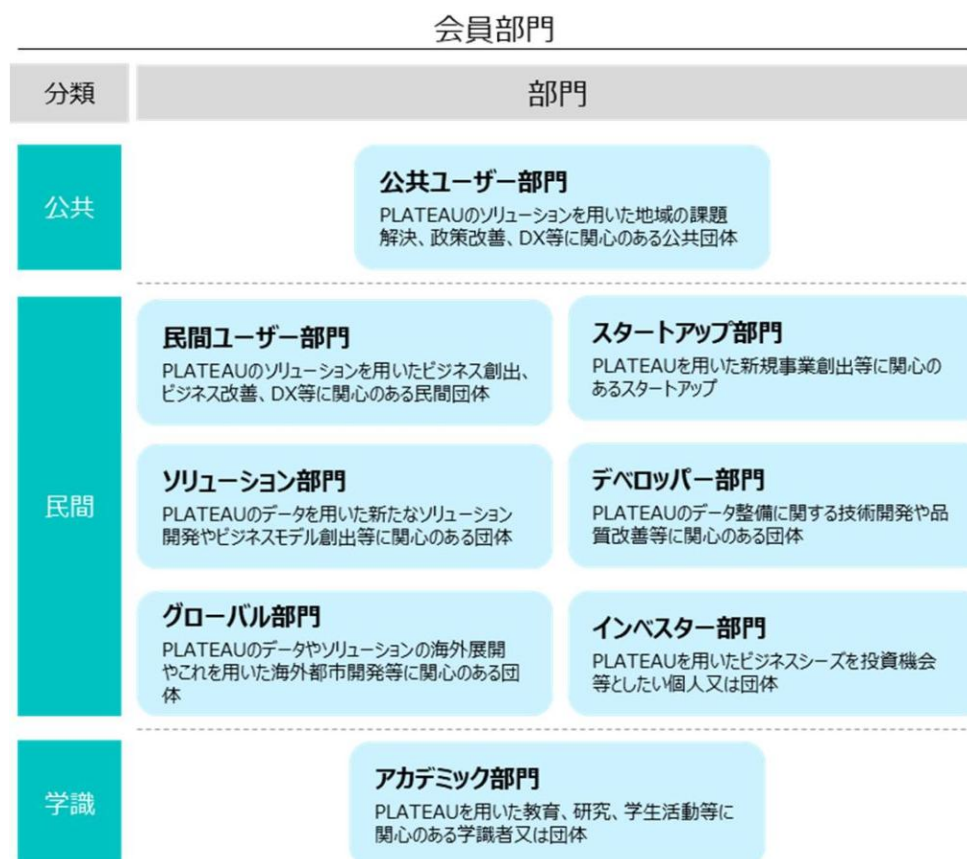 会員部門
分類
部門
公共
公共ユーザー部門
PLATEAUのソリューションを用いた地域の課題
解決、政策改善、DX等に関心のある公共団体
民間
民間ユーザー部門
PLATEAUのソリューションを用いたビジネス創出、
ビジネス改善、DX等に関心のある民間団体
スタートアップ部門
PLATEAUを用いた新規事業創出等に関心の
あるスタートアップ
ソリューション部門
PLATEAUのデータを用いた新たなソリューション
開発やビジネスモデル創出等に関心のある団体
デベロッパー部門
PLATEAUのデータ整備に関する技術開発や品
質改善等に関心のある団体
グローバル部門
PLATEAUのデータやソリューションの海外展開
やこれを用いた海外都市開発等に関心のある団
体
インベスター部門
PLATEAUを用いたビジネスシーズを投資機会
等としたい個人又は団体
学識
アカデミック部門
PLATEAUを用いた教育、研究、学生活動等に
関心のある学識者又は団体